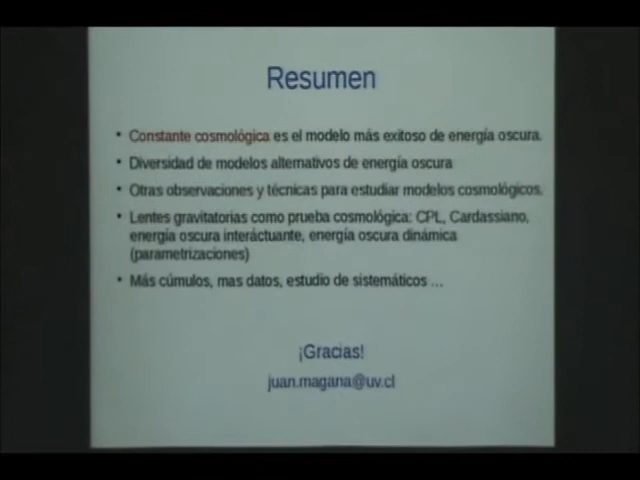 Resumen
• Constante cosmológica es el modelo más exitoso de energía oscura.
• Diversidad de modelos alternativos de energía oscura
• Otras observaciones y técnicas para estudiar modelos cosmológicos.
• Lentes gravitatorias como prueba cosmológica: CPL, Cardassiano,
energía oscura interactuante, energía oscura dinámica
(parametrizaciones)
• Más cúmulos, mas datos, estudio de sistemáticos ...
¡Gracias!
juan.magana@uv.cl